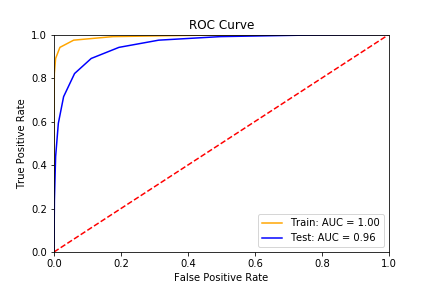 ROC Curve
1.0
0.8
0.6
0.4
0.2
0.0
True Positive Rate
Train: AUC = 1.00
Test: AUC = 0.96
0.0 0.2 0.4 0.6 0.8 1.0
False Positive Rate